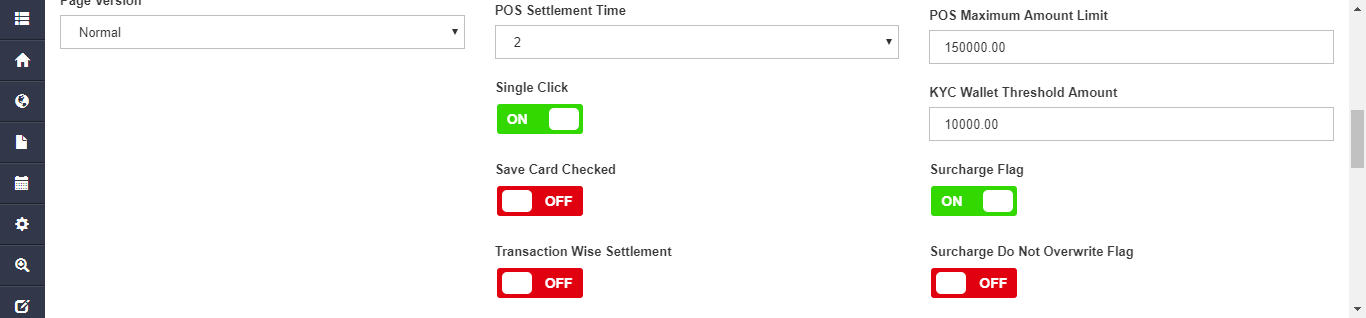 Page Version
Normal
POS Settlement Time
2
Single Click
ON
Save Card Checked
OFF
Transaction Wise Settlement
OFF
POS Maximum Amount Limit
150000.00
KYC Wallet Threshold Amount
10000.00
Surcharge Flag
ON
Surcharge Do Not Overwrite Flag
OFF